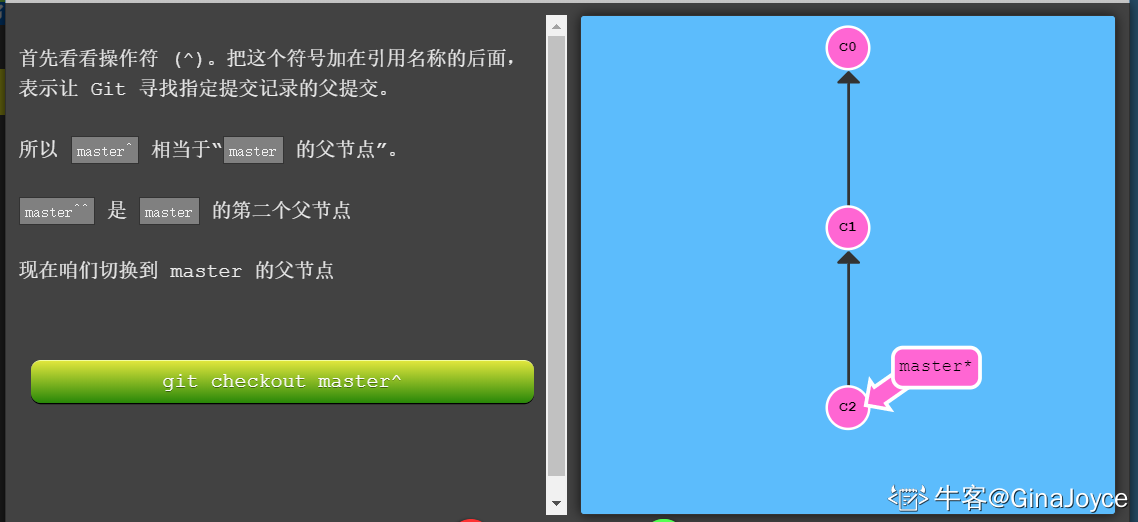 首先看看操作符 (^)。把这个符号加在引用名称的后面，
表示让 Git 寻找指定提交记录的父提交。
所以 master^ 相当于“master 的父节点”。
master^^ 是 master 的第二个父节点
现在咱们切换到 master 的父节点
git checkout master^
C0
C1
master*
C2
牛客@GinaJoyce